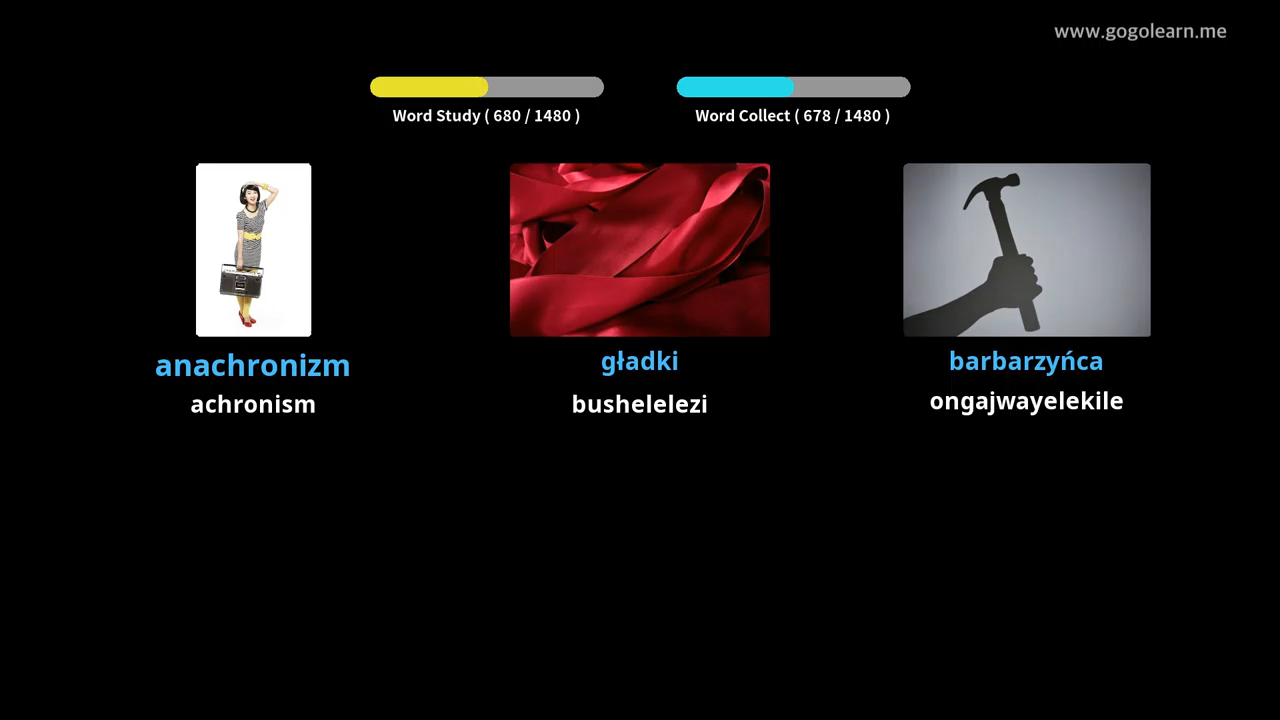 www.gogolearn.me
Word Study ( 680 / 1480 )
Word Collect ( 678 / 1480 )
anachronizm
achronism
gładki
bushelelezi
barbarzyńca
ongajwayelekile